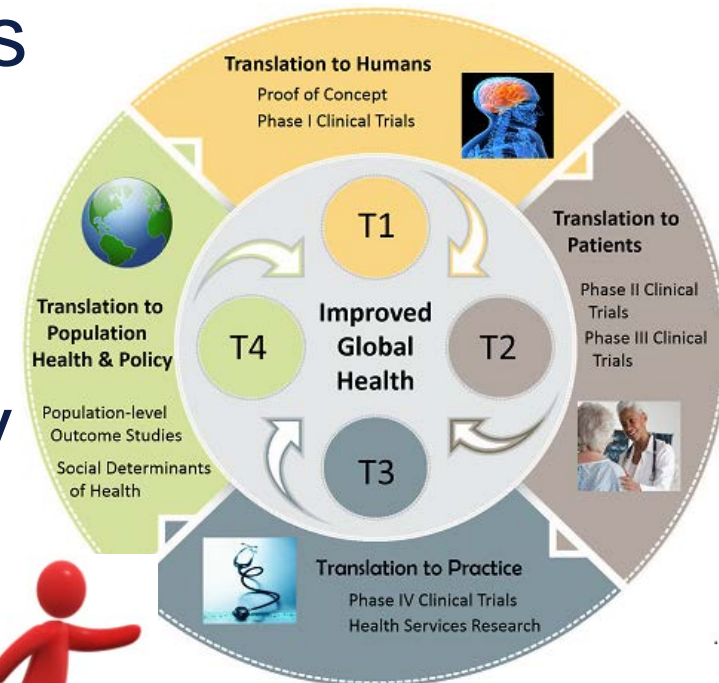 s
Translation to Humans
Proof of Concept
Phase I Clinical Trials
Translation to
Patients
Phase II Clinical
Trials
Phase III Clinical
Trials
T1
T2
T3
T4
Improved
Global
Health
Translation to
Population
Health & Policy
Population-level
Outcome Studies
Social Determinants
of Health
y
Translation to Practice
Phase IV Clinical Trials
Health Services Research